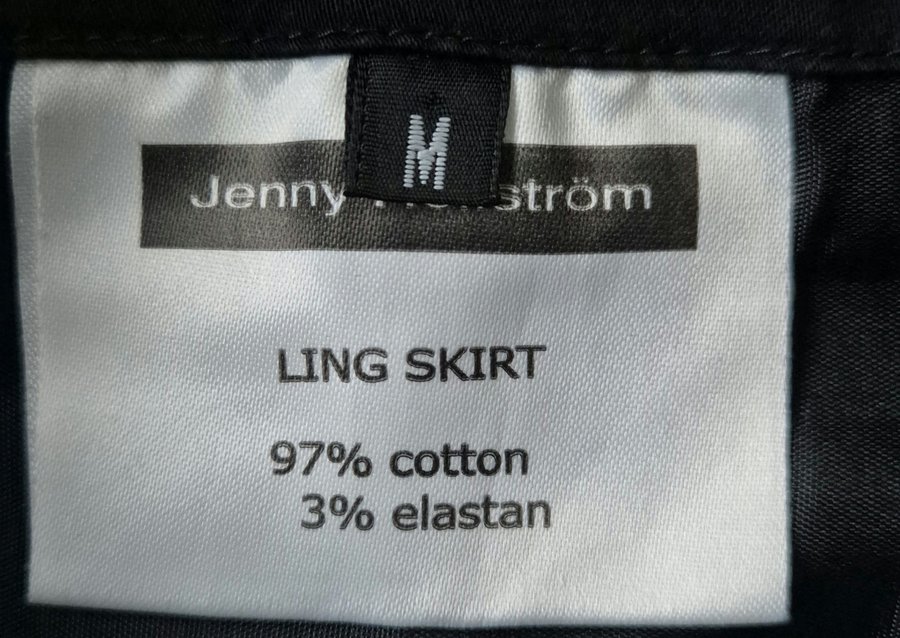 M
Jenny
LING SKIRT
97% cotton
3% elastan